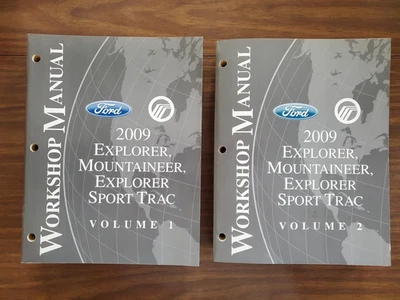 WORKSHOP MANUAL
Ford
2009
EXPLORER,
MOUNTAINEER,
EXPLORER
SPORT TRAC
VOLUME 1
WORKSHOP MANUAL
Ford
2009
EXPLORER,
MOUNTAINEER,
EXPLORER
SPORT TRAC
VOLUME 2